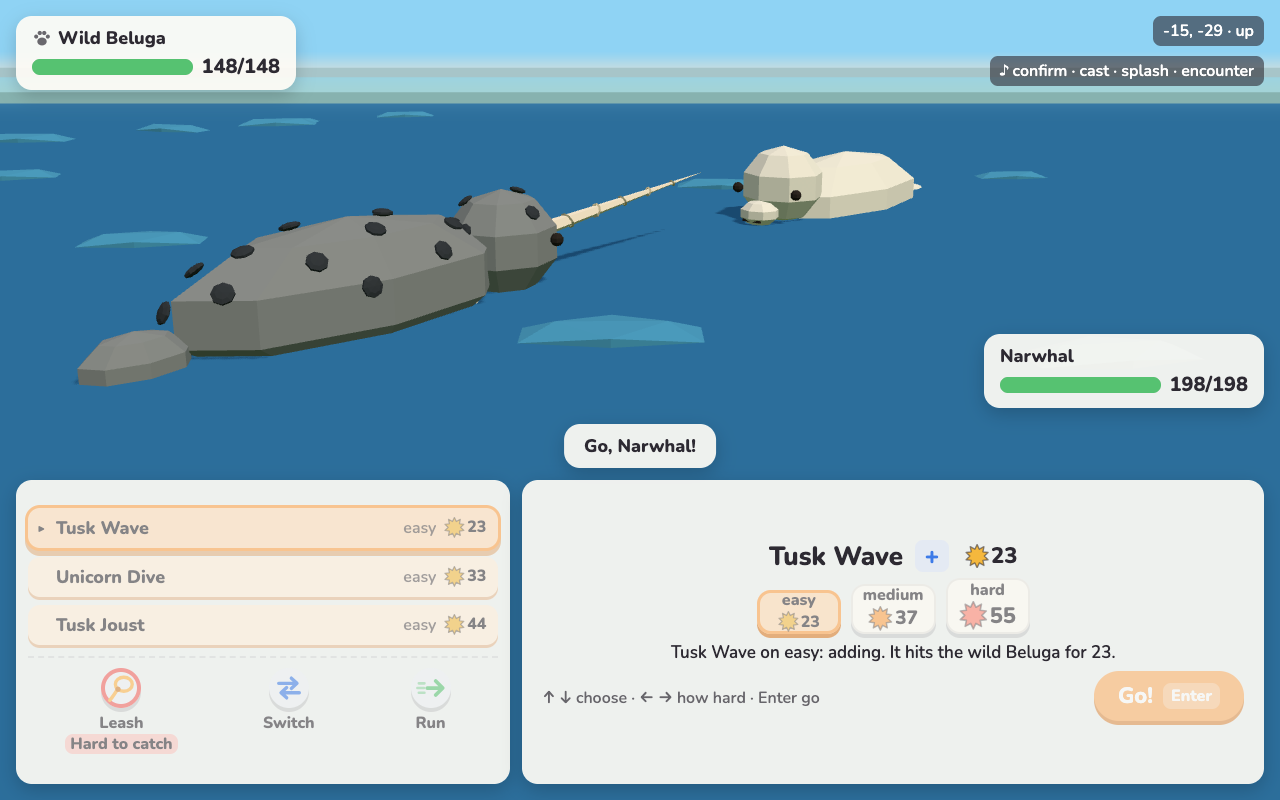 Wild Beluga
148/148
-15, -29 · up
♪ confirm · cast · splash · encounter
Narwhal
198/198
Go, Narwhal!
▸ Tusk Wave easy 23
Unicorn Dive easy 33
Tusk Joust easy 44
Leash
Hard to catch
Switch
Run
Tusk Wave + 23
easy 23
medium 37
hard 55
Tusk Wave on easy: adding. It hits the wild Beluga for 23.
↑ ↓ choose · ← → how hard · Enter go
Go! Enter